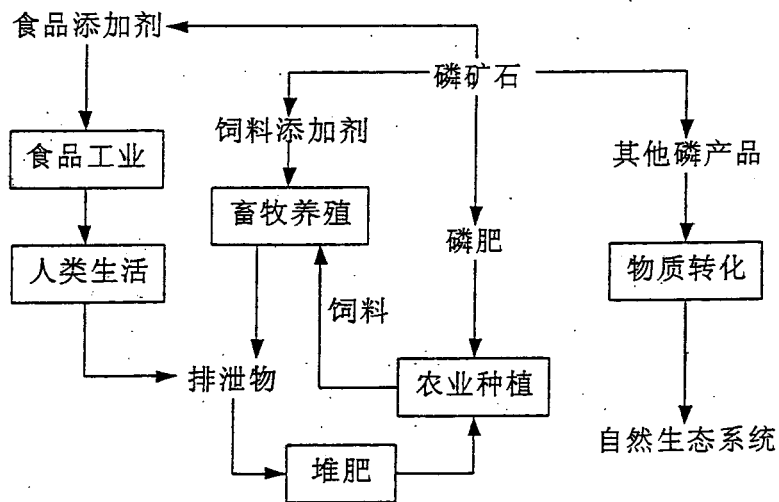 食品添加剂
磷矿石
饲料添加剂
其他磷产品
食品工业
畜牧养殖
磷肥
人类生活
物质转化
饲料
排泄物
农业种植
自然生态系统
堆肥